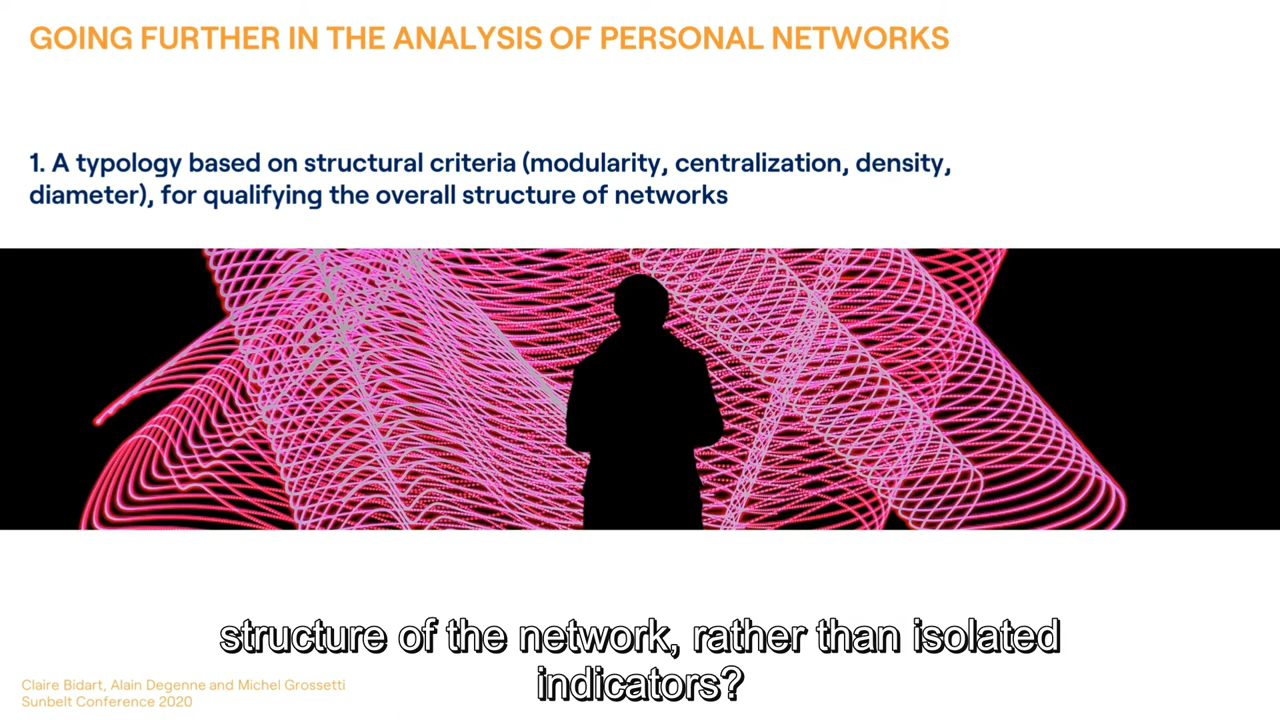 GOING FURTHER IN THE ANALYSIS OF PERSONAL NETWORKS
1. A typology based on structural criteria (modularity, centralization, density,
diameter), for qualifying the overall structure of networks
structure of the network, rather than isolated
indicators?
Claire Bidart, Alain Degenne and Michel Grossetti
Sunbelt Conference 2020